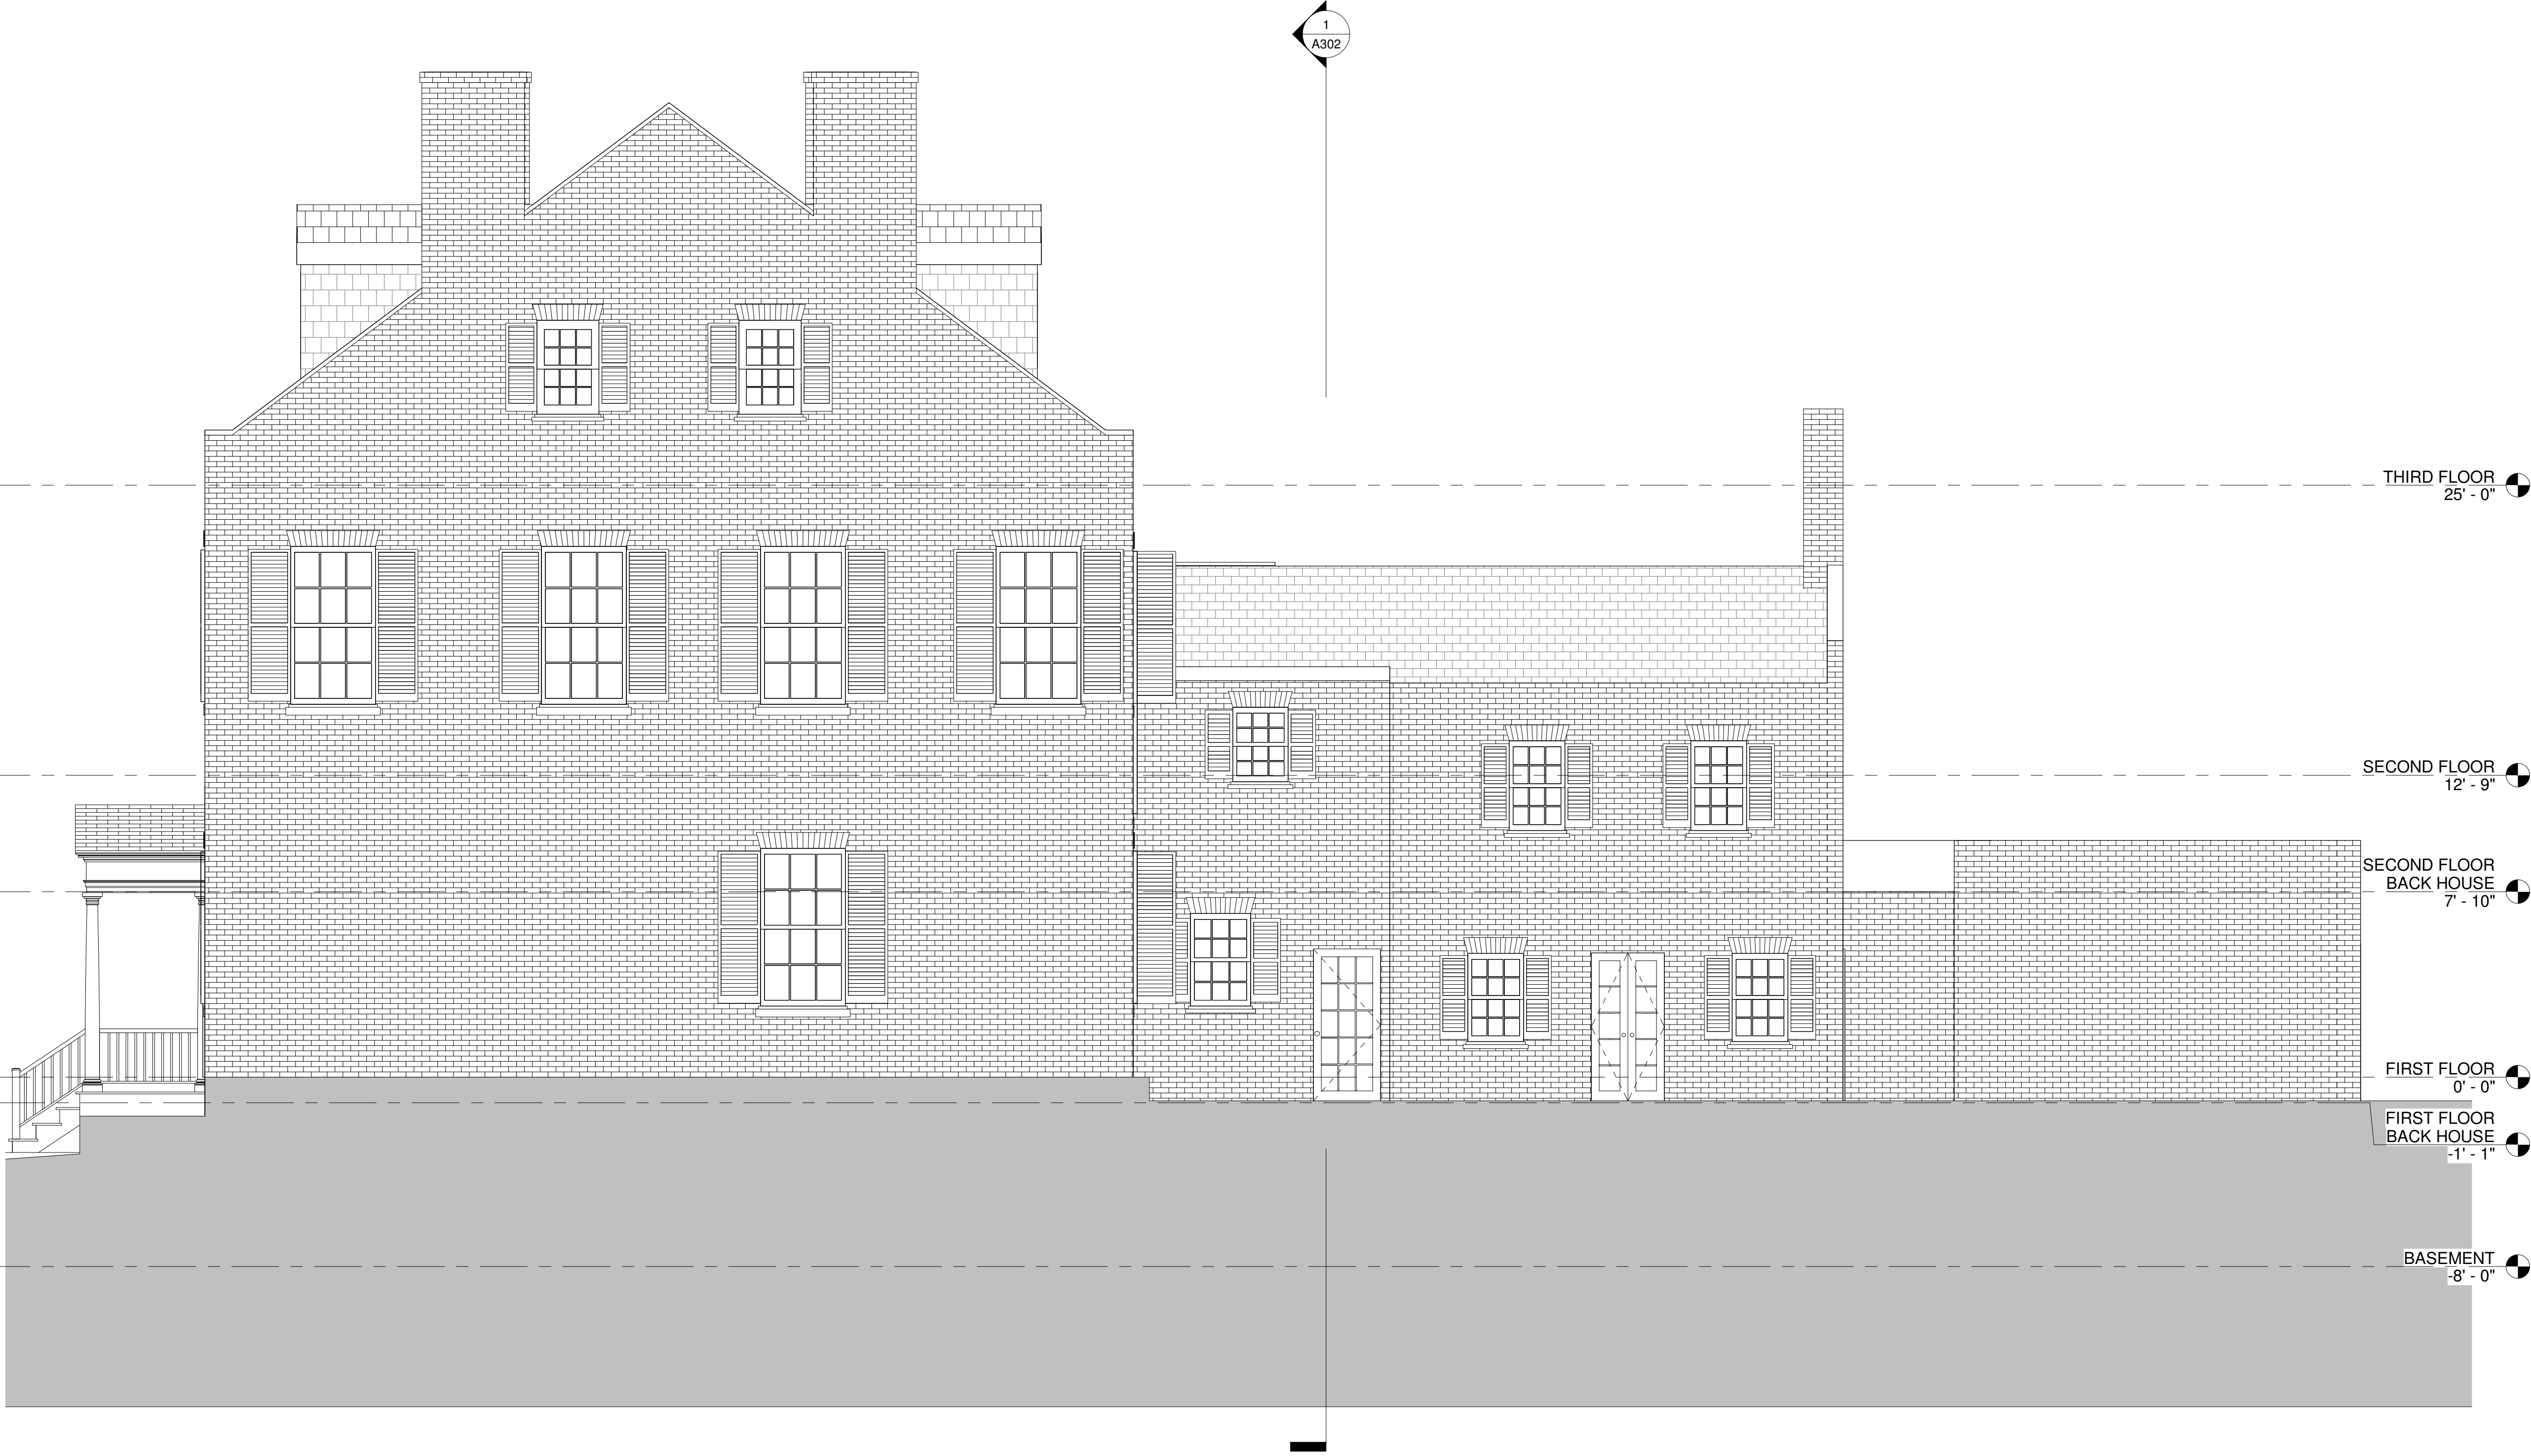 1
A302
THIRD FLOOR
25' - 0"
SECOND FLOOR
12' - 9"
SECOND FLOOR
BACK HOUSE
7' - 10"
FIRST FLOOR
0' - 0"
FIRST FLOOR
BACK HOUSE
-1' - 1"
BASEMENT
-8' - 0"